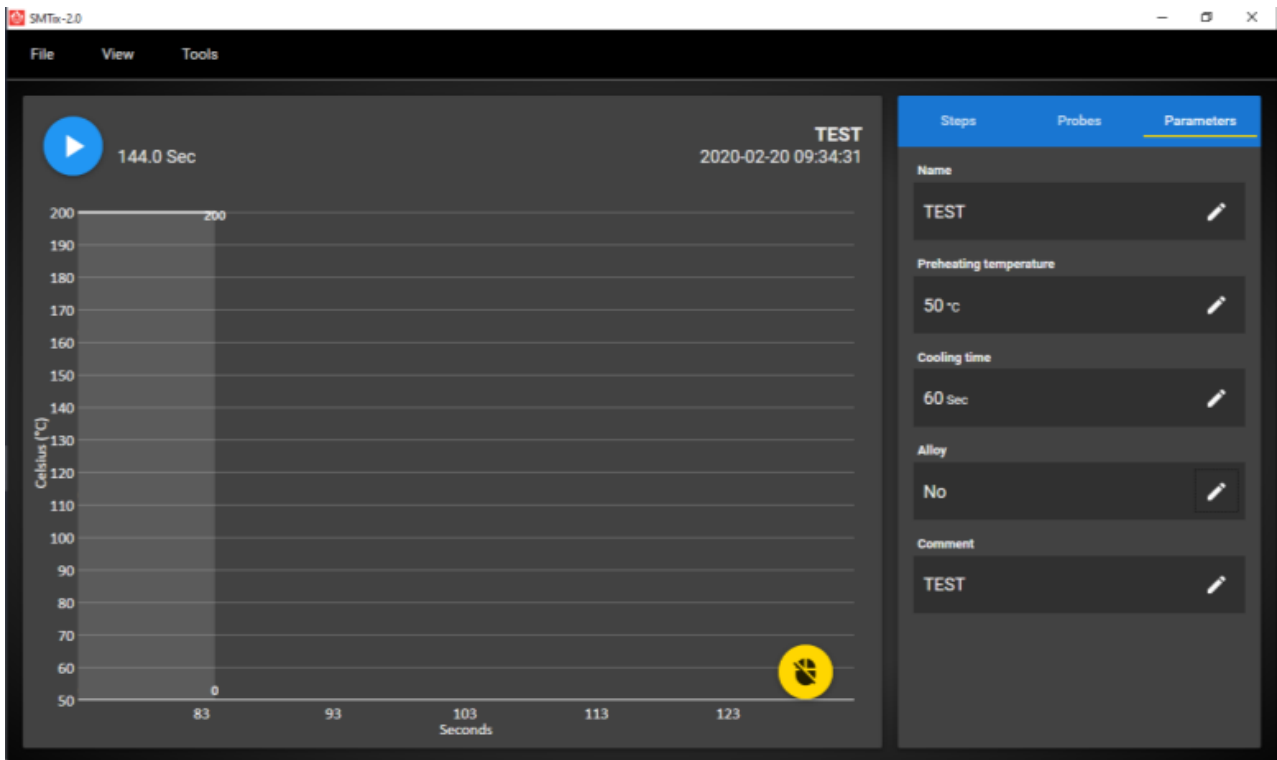 SMTix-2.0
File View Tools
144.0 Sec
TEST
2020-02-20 09:34:31
200
200
190
180
170
160
150
140
130
120
110
100
90
80
70
60
50
0
Celsius (°C)
83 93 103 113 123
Seconds
Steps Probes Parameters
Name
TEST
Preheating temperature
50 °C
Cooling time
60 Sec
Alloy
No
Comment
TEST